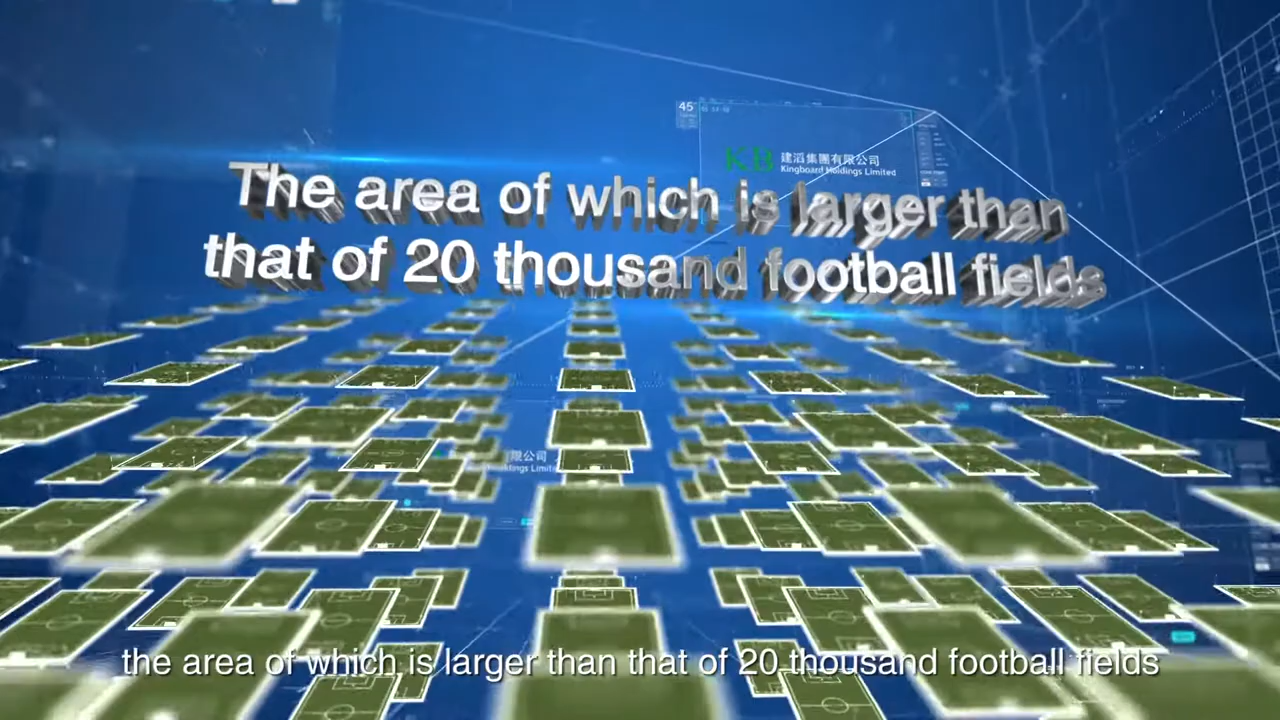 45
KB 建滔集團有限公司
Kingboard Holdings Limited
The area of which is larger than
that of 20 thousand football fields
限公司
the area of which is larger than that of 20 thousand football fields